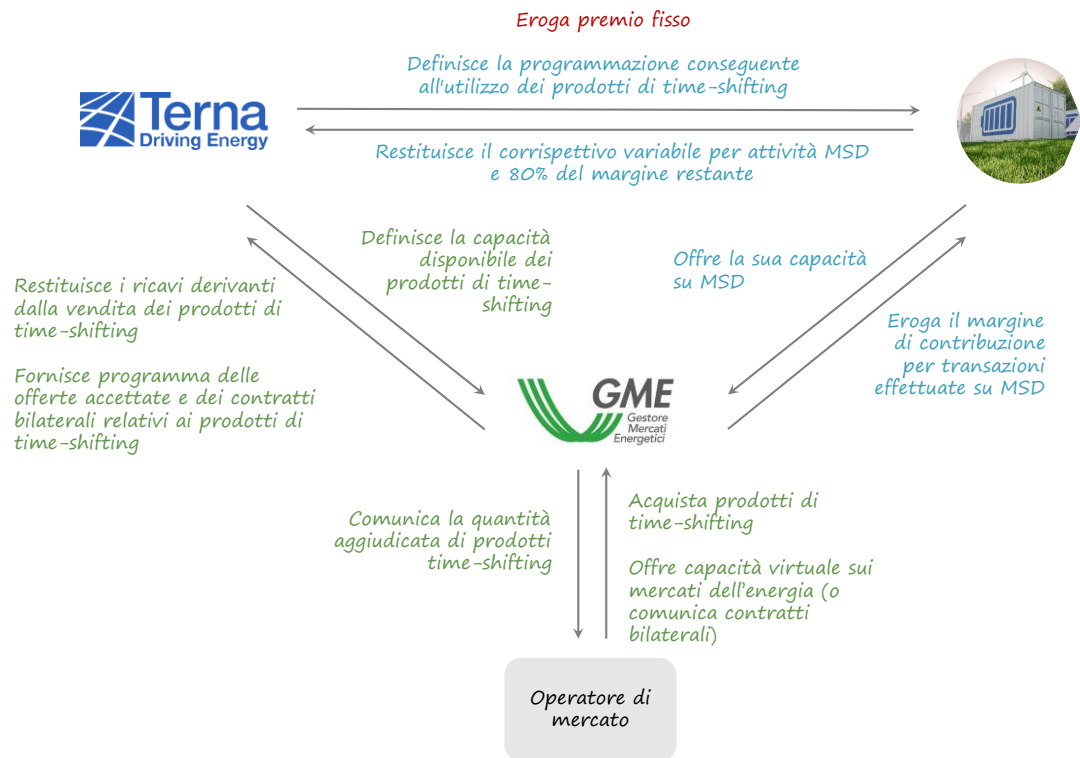 Eroga premio fisso
Definisce la programmazione conseguente
all'utilizzo dei prodotti di time-shifting
Terna
Driving Energy
Restituisce il corrispettivo variabile per attività MSD
e 80% del margine restante
Definisce la capacità
disponibile dei
prodotti di time-
shifting
Offre la sua capacità
su MSD
Restituisce i ricavi derivanti
dalla vendita dei prodotti di
time-shifting
Eroga il margine
di contribuzione
per transazioni
effettuate su MSD
Fornisce programma delle
offerte accettate e dei contratti
bilaterali relativi ai prodotti di
time-shifting
GME
Gestore
Mercati
Energetici
Comunica la quantità
aggiudicata di prodotti
time-shifting
Acquista prodotti di
time-shifting
Offre capacità virtuale sui
mercati dell’energia (o
comunica contratti
bilaterali)
Operatore di
mercato